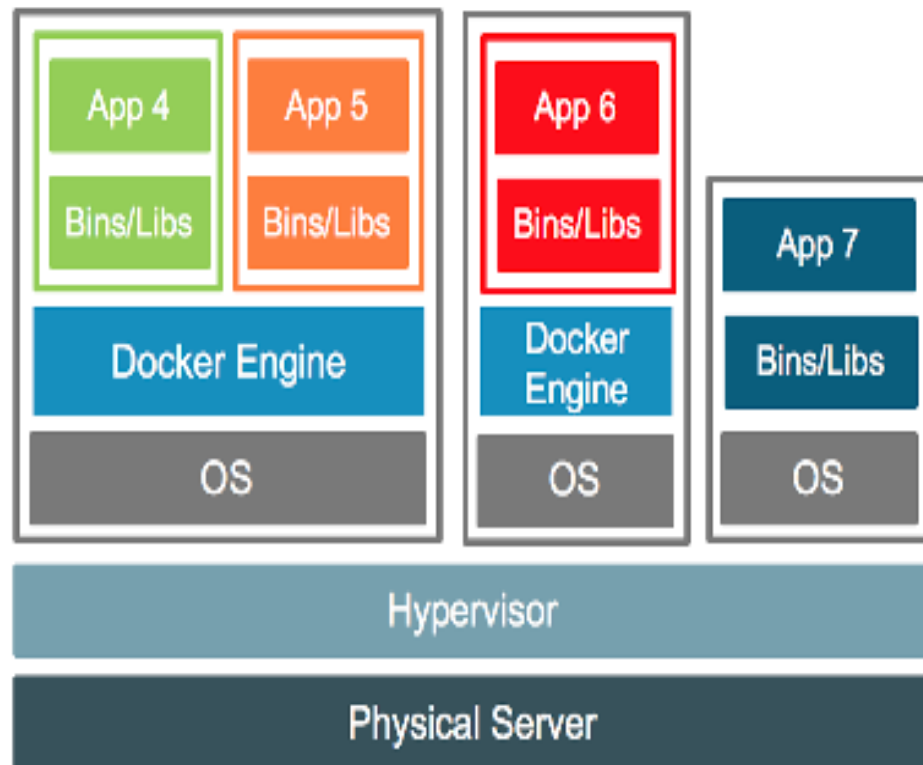 App 4
App 5
App 6
Bins/Libs
Bins/Libs
Bins/Libs
App 7
Docker Engine
Docker
Engine
Bins/Libs
OS
OS
OS
Hypervisor
Physical Server